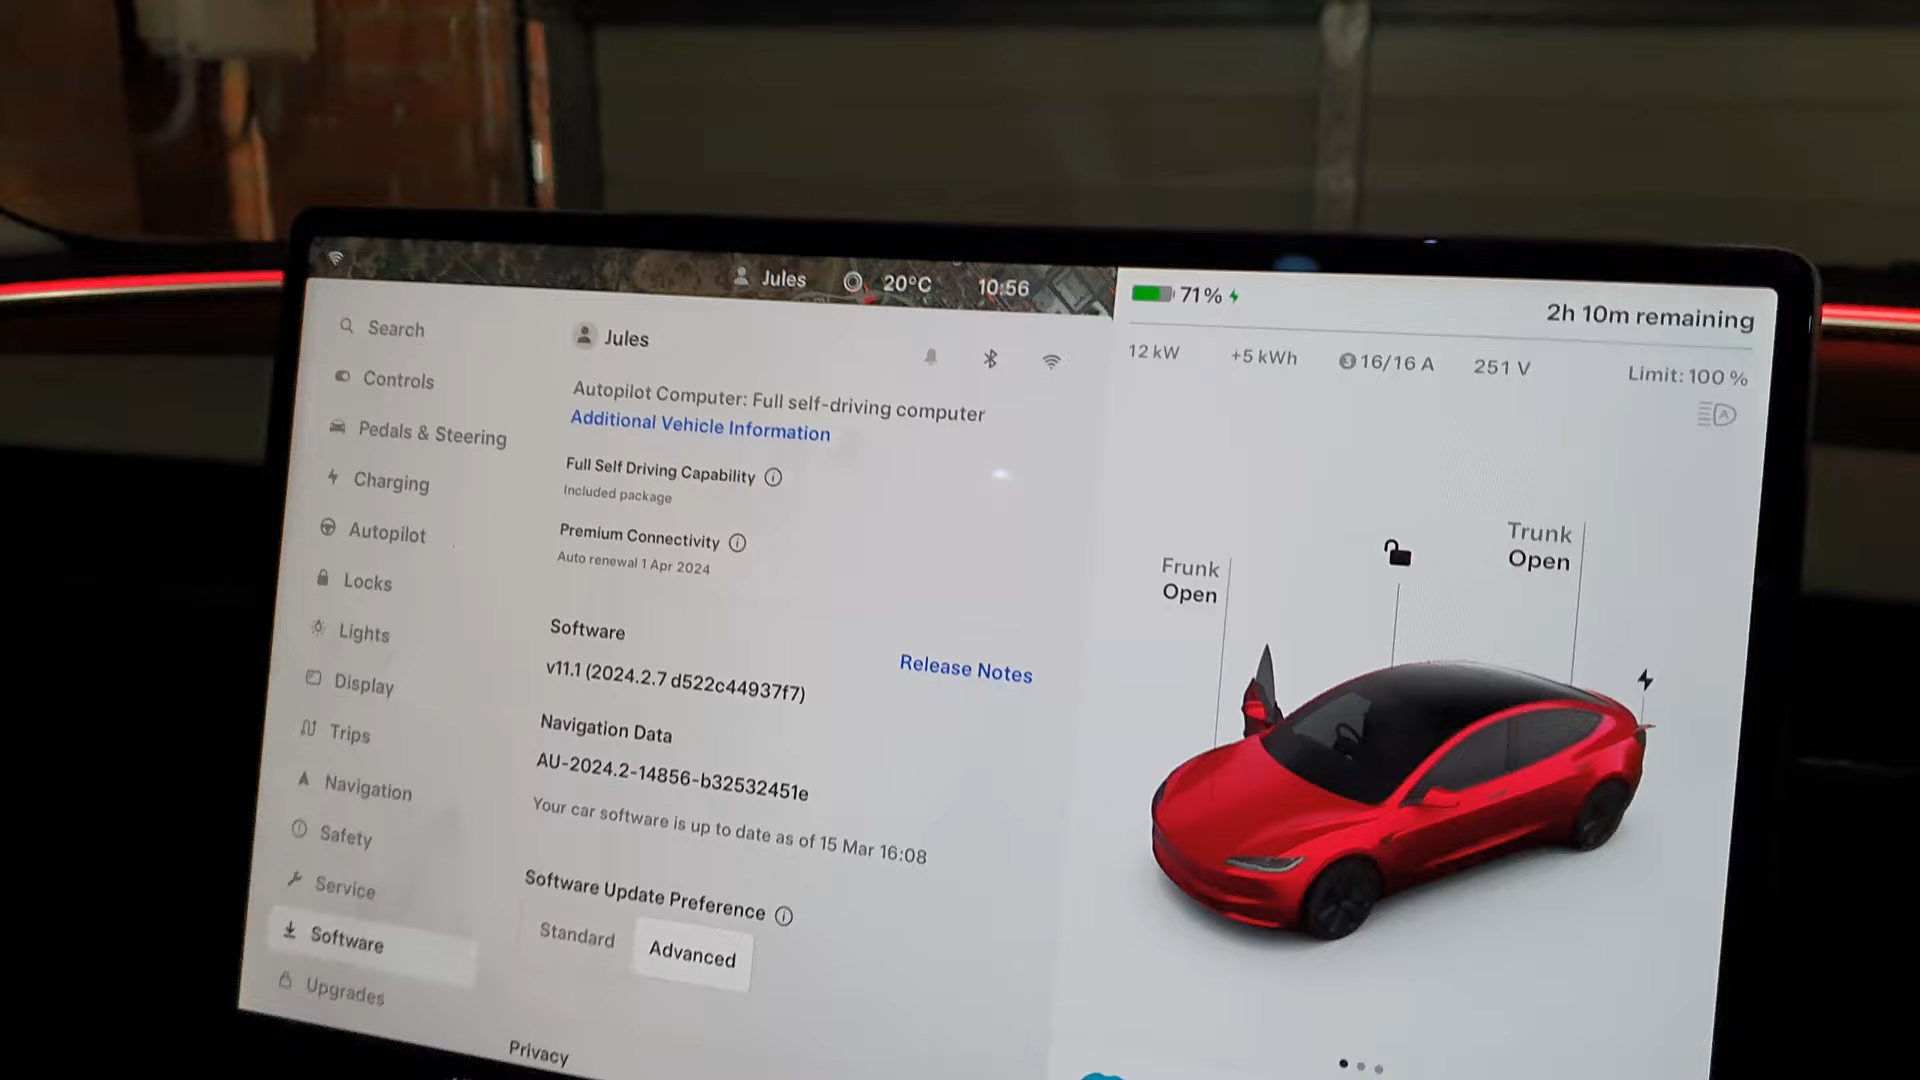 Jules
20°C
10:56
Search
Controls
Pedals & Steering
Charging
Autopilot
Locks
Lights
Display
Trips
Navigation
Safety
Service
Software
Upgrades
Jules
Autopilot Computer: Full self-driving computer
Additional Vehicle Information
Full Self Driving Capability
Included package
Premium Connectivity
Auto renewal 1 Apr 2024
Software
Release Notes
v11.1 (2024.2.7 d522c44937f7)
Navigation Data
AU-2024.2-14856-b32532451e
Your car software is up to date as of 15 Mar 16:08
Software Update Preference
Standard
Advanced
Privacy
71%
2h 10m remaining
12 kW
+5 kWh
3 16/16 A
251 V
Limit: 100 %
A
Frunk
Open
Trunk
Open